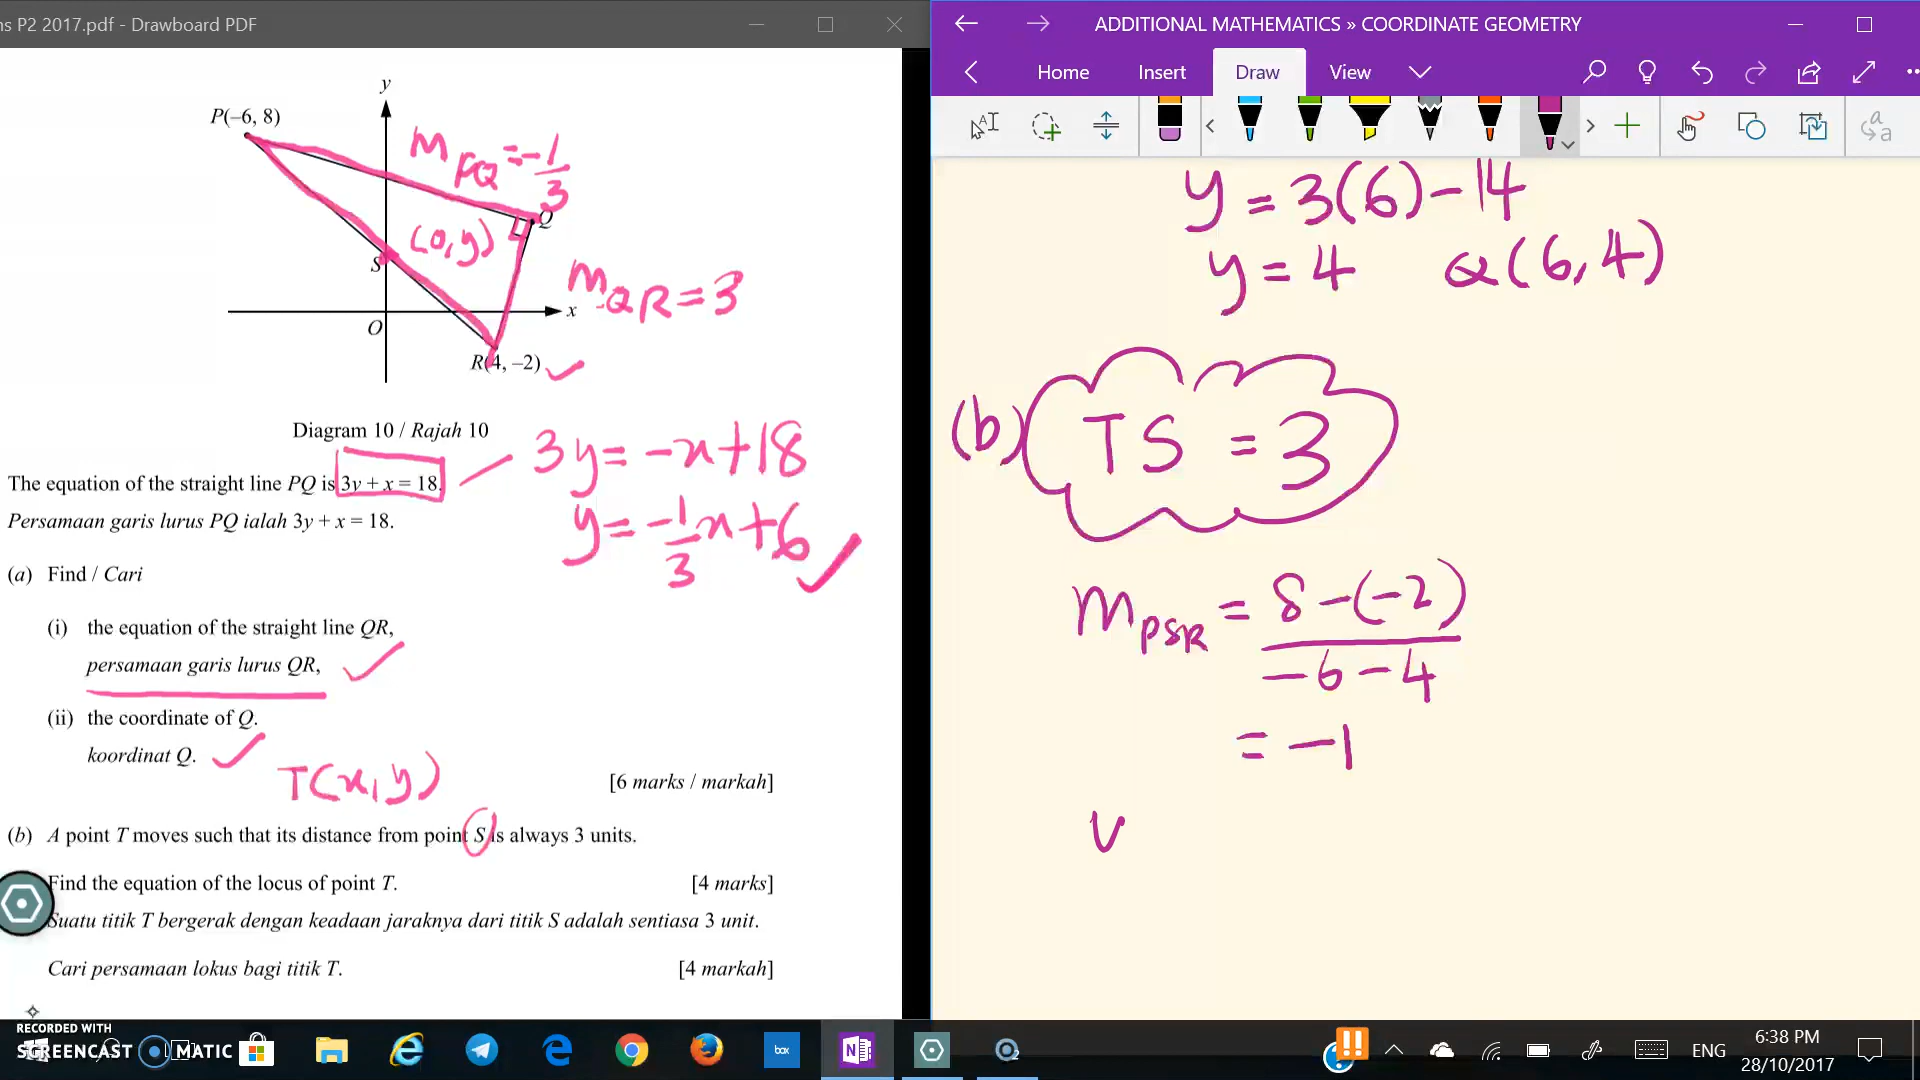 ns P2 2017.pdf - Drawboard PDF
y
P(–6, 8)
m PQ = -1/3
Q
(0,y)
S
m QR = 3
x
O
R(4, –2)
Diagram 10 / Rajah 10
3y = -x + 18
The equation of the straight line PQ is 3y + x = 18.
y = -1/3 x + 6
Persamaan garis lurus PQ ialah 3y + x = 18.
(a) Find / Cari
(i) the equation of the straight line QR,
persamaan garis lurus QR,
(ii) the coordinate of Q.
koordinat Q.
T(x,y)
[6 marks / markah]
(b) A point T moves such that its distance from point S is always 3 units.
Find the equation of the locus of point T. [4 marks]
Suatu titik T bergerak dengan keadaan jaraknya dari titik S adalah sentiasa 3 unit.
Cari persamaan lokus bagi titik T. [4 markah]
RECORDED WITH
SCREENCAST MATIC
ADDITIONAL MATHEMATICS » COORDINATE GEOMETRY
Home Insert Draw View
y = 3(6) - 14
y = 4 Q(6,4)
(b) TS = 3
m PSR = 8 - (-2)
-6 - 4
= -1
box
N
ENG
6:38 PM
28/10/2017